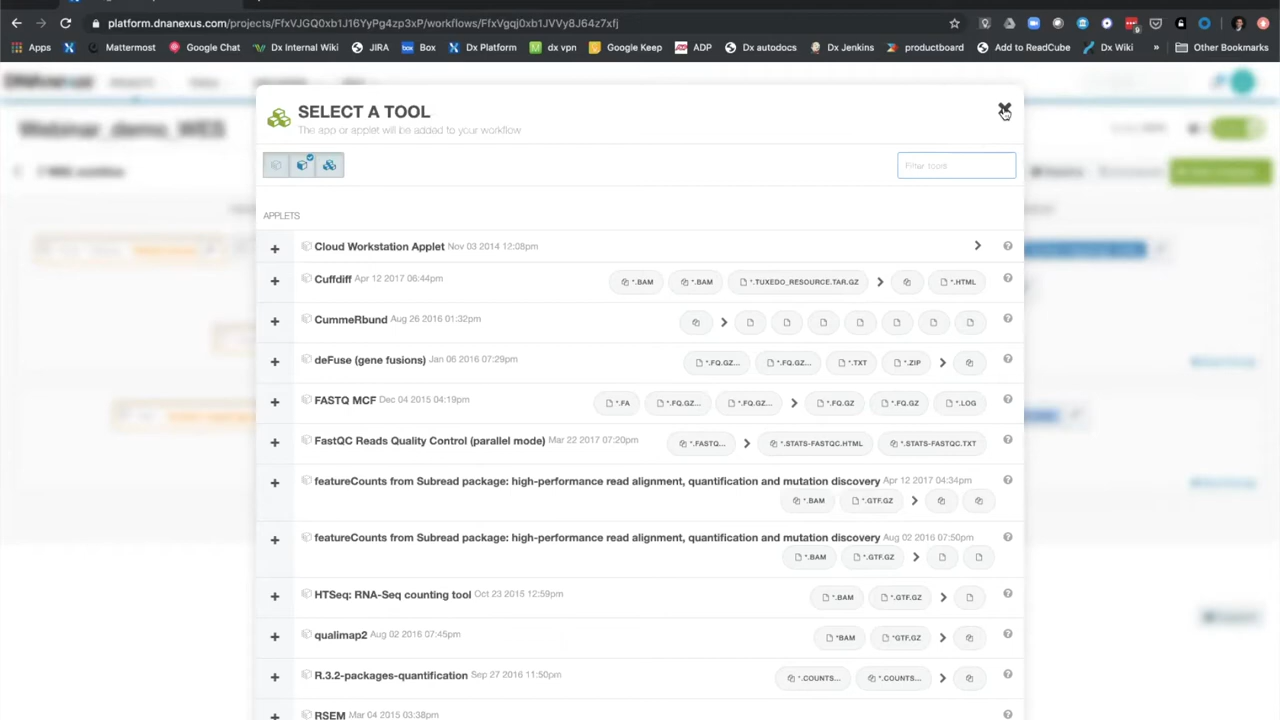 platform.dnanexus.com/projects/FfxVJGQ0xb1J16YyPg4zp3xP/workflows/FfxVgqj0xb1JVVy8J64z7xfj
Apps Mattermost Google Chat Dx Internal Wiki JIRA Box Dx Platform dx vpn Google Keep ADP Dx autodocs Dx Jenkins productboard Add to ReadCube Dx Wiki » Other Bookmarks
DNAnexus
Webinar_demo_WES
SELECT A TOOL
The app or applet will be added to your workflow
Filter tools
APPLETS
Cloud Workstation Applet Nov 03 2014 12:08pm
Cuffdiff Apr 12 2017 06:44pm *.BAM *.BAM *.TUXEDO_RESOURCE.TAR.GZ *.HTML
CummeRbund Aug 26 2016 01:32pm
deFuse (gene fusions) Jan 06 2016 07:29pm *.FQ.GZ... *.FQ.GZ... *.TXT *.ZIP
FASTQ MCF Dec 04 2015 04:19pm *.FA *.FQ.GZ... *.FQ.GZ... *.FQ.GZ *.FQ.GZ *.LOG
FastQC Reads Quality Control (parallel mode) Mar 22 2017 07:20pm *.FASTQ... *.STATS-FASTQC.HTML *.STATS-FASTQC.TXT
featureCounts from Subread package: high-performance read alignment, quantification and mutation discovery Apr 12 2017 04:34pm
*.BAM *.GTF.GZ
featureCounts from Subread package: high-performance read alignment, quantification and mutation discovery Aug 02 2016 07:50pm
*.BAM *.GTF.GZ
HTSeq: RNA-Seq counting tool Oct 23 2015 12:59pm *.BAM *.GTF.GZ
qualimap2 Aug 02 2016 07:45pm *BAM *GTF.GZ
R.3.2-packages-quantification Sep 27 2016 11:50pm *.COUNTS... *.COUNTS...
RSEM Mar 04 2015 03:38pm